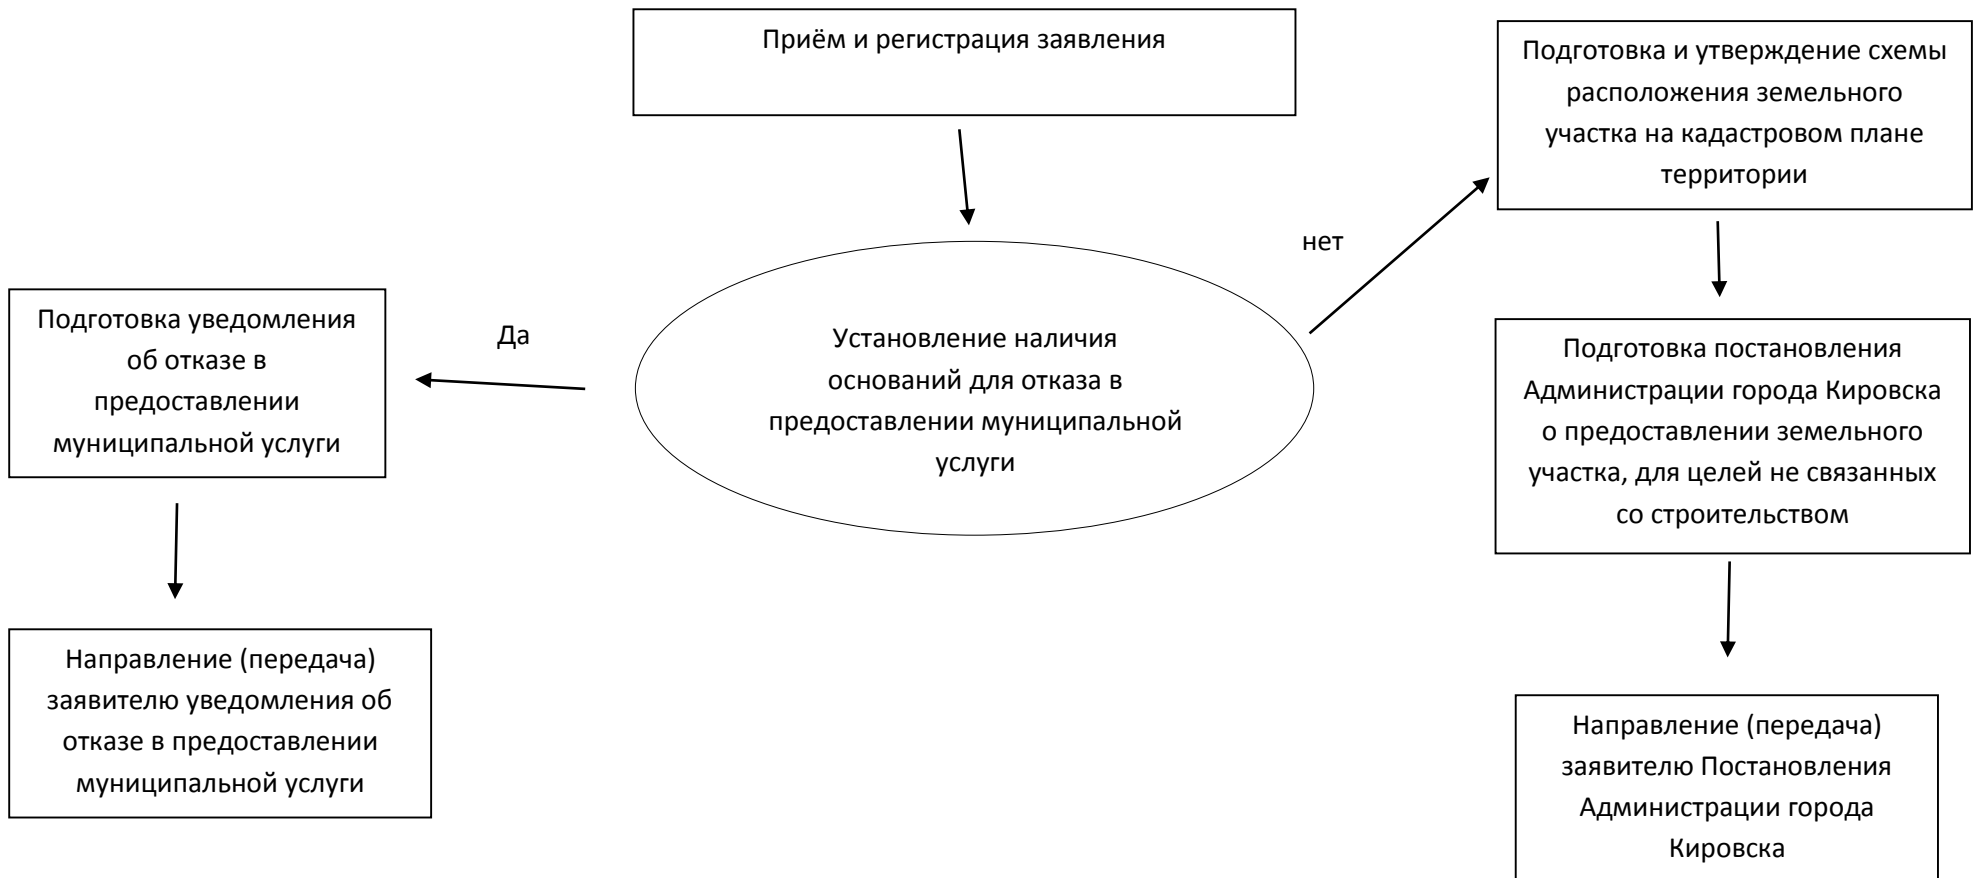 Приём и регистрация заявления
Установление наличия
оснований для отказа в
предоставлении муниципальной
услуги
Да
Подготовка уведомления
об отказе в
предоставлении
муниципальной услуги
Направление (передача)
заявителю уведомления об
отказе в предоставлении
муниципальной услуги
нет
Подготовка и утверждение схемы
расположения земельного
участка на кадастровом плане
территории
Подготовка постановления
Администрации города Кировска
о предоставлении земельного
участка, для целей не связанных
со строительством
Направление (передача)
заявителю Постановления
Администрации города
Кировска